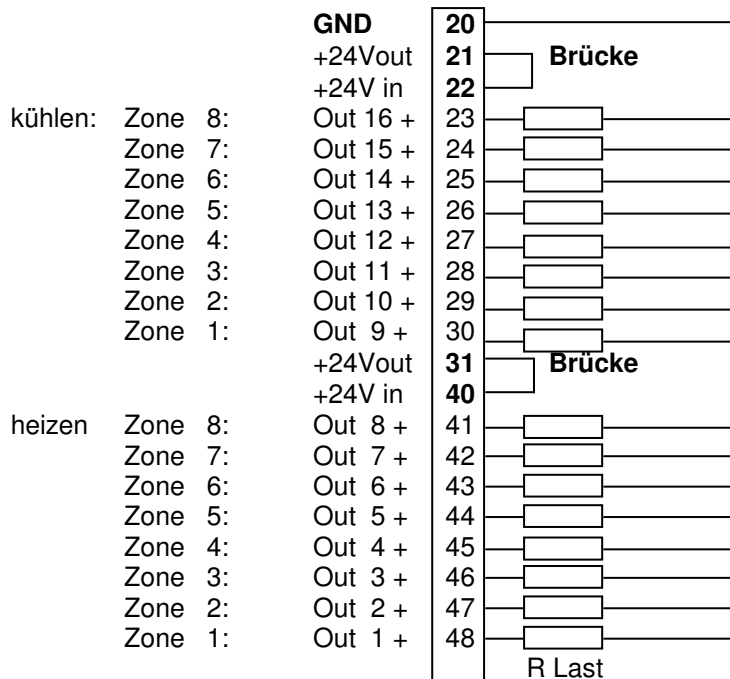 GND 20
+24Vout 21 Brücke
+24V in 22
kühlen: Zone 8: Out 16 + 23
Zone 7: Out 15 + 24
Zone 6: Out 14 + 25
Zone 5: Out 13 + 26
Zone 4: Out 12 + 27
Zone 3: Out 11 + 28
Zone 2: Out 10 + 29
Zone 1: Out 9 + 30
+24Vout 31 Brücke
+24V in 40
heizen Zone 8: Out 8 + 41
Zone 7: Out 7 + 42
Zone 6: Out 6 + 43
Zone 5: Out 5 + 44
Zone 4: Out 4 + 45
Zone 3: Out 3 + 46
Zone 2: Out 2 + 47
Zone 1: Out 1 + 48
R Last